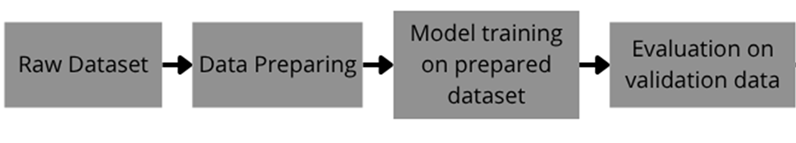 Raw Dataset
Data Preparing
Model training
on prepared
dataset
Evaluation on
validation data